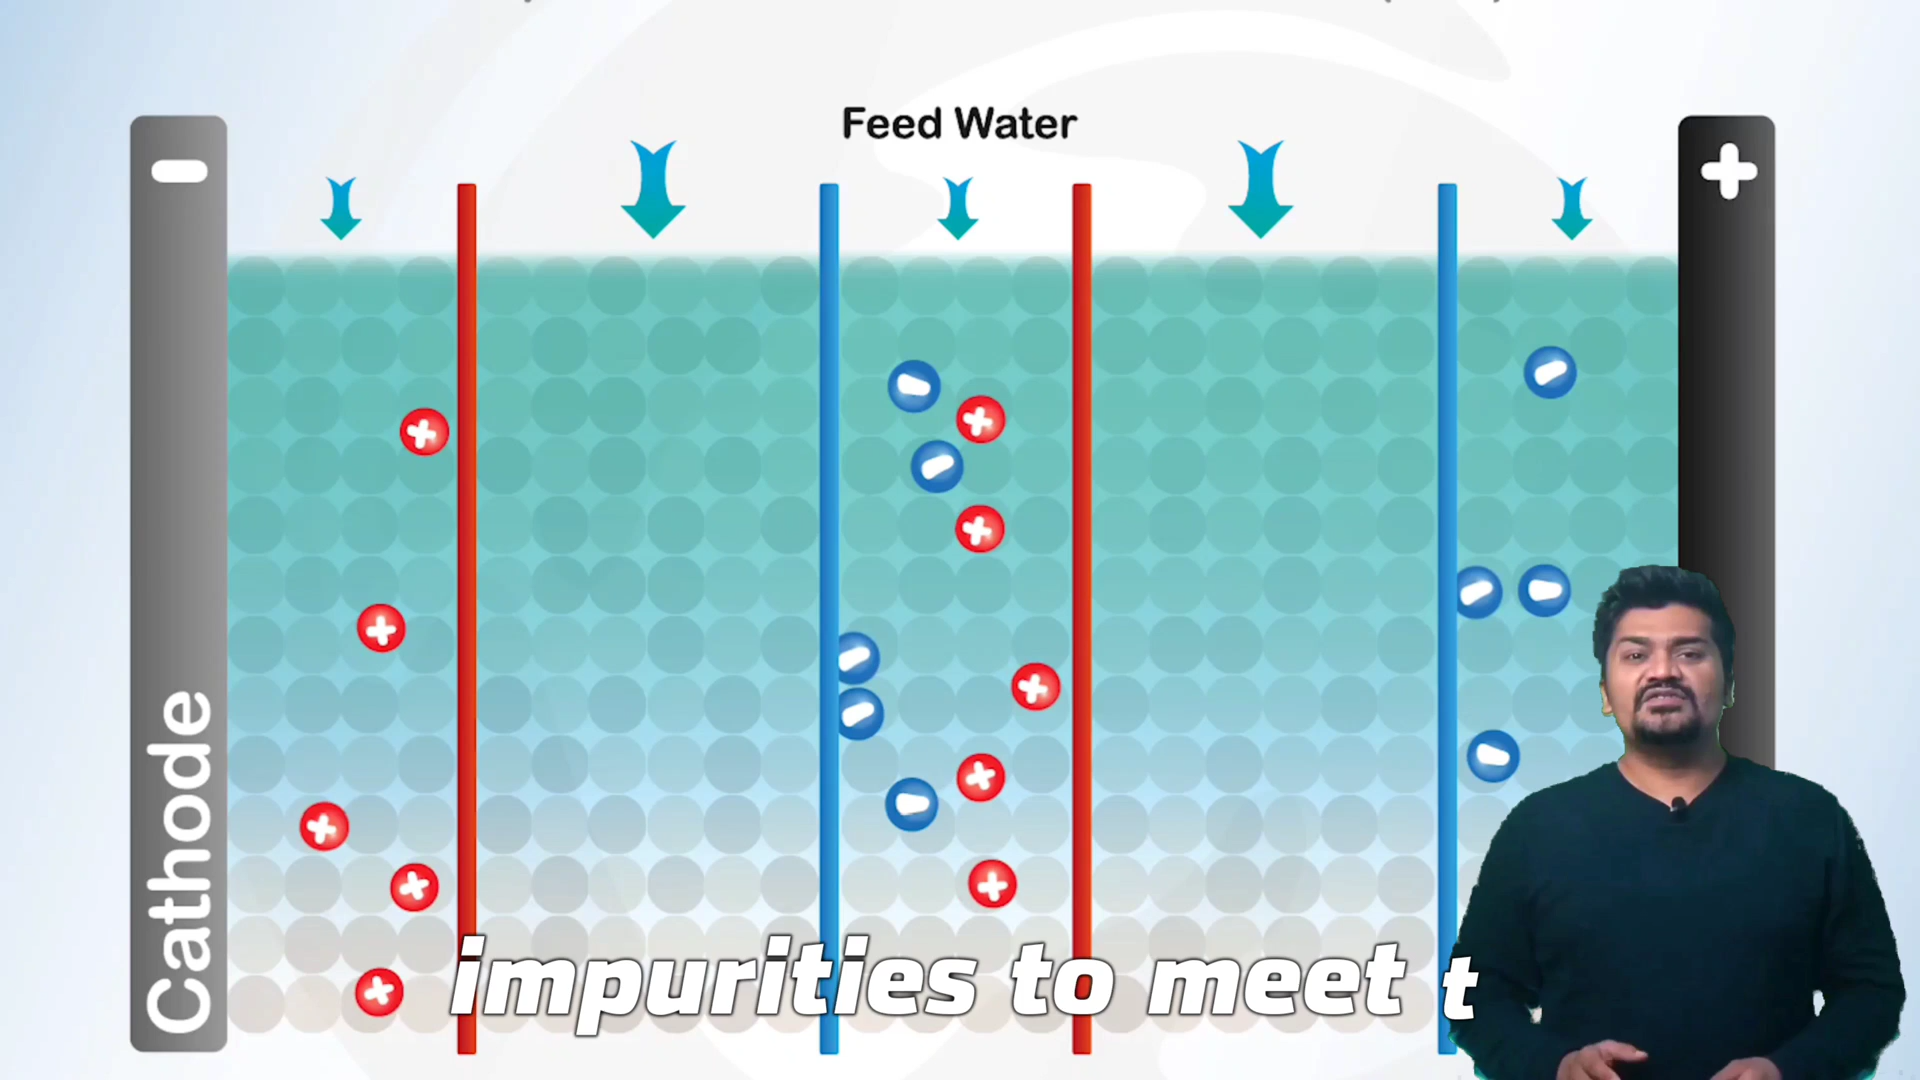 Feed Water
Cathode
impurities to meet t